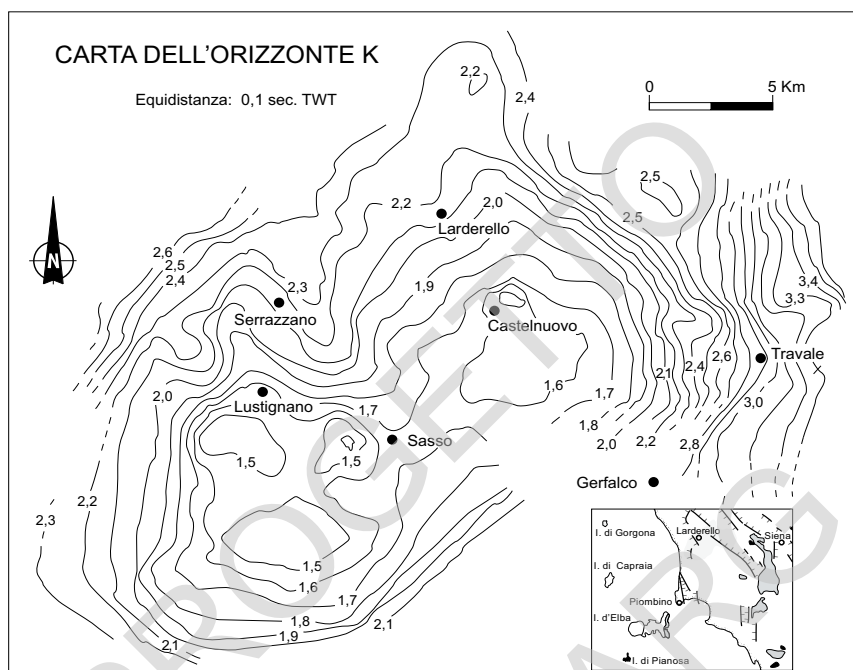 CARTA DELL'ORIZZONTE K
Equidistanza: 0,1 sec. TWT
0 5 Km
N
2,2
2,4
2,5
2,5
2,2
2,0
Larderello
2,6
2,5
2,4
2,3
Serrazzano
1,9
Castelnuovo
3,4
3,3
Travale
2,6
2,4
2,1
1,6
1,7
3,0
2,0
Lustignano
1,7
1,8
2,0
2,2
2,8
Sasso
1,5
1,5
Gerfalco
2,2
2,3
1,5
1,6
1,7
1,8
1,9
2,1
2,1
I. di Gorgona
Larderello
Siena
I. di Capraia
Piombino
I. d'Elba
I. di Pianosa
PROGETTO
CARG